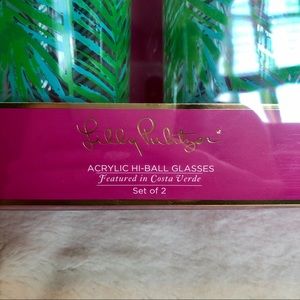 Lilly Pulitzer
ACRYLIC HI-BALL GLASSES
Featured in Costa Verde
Set of 2